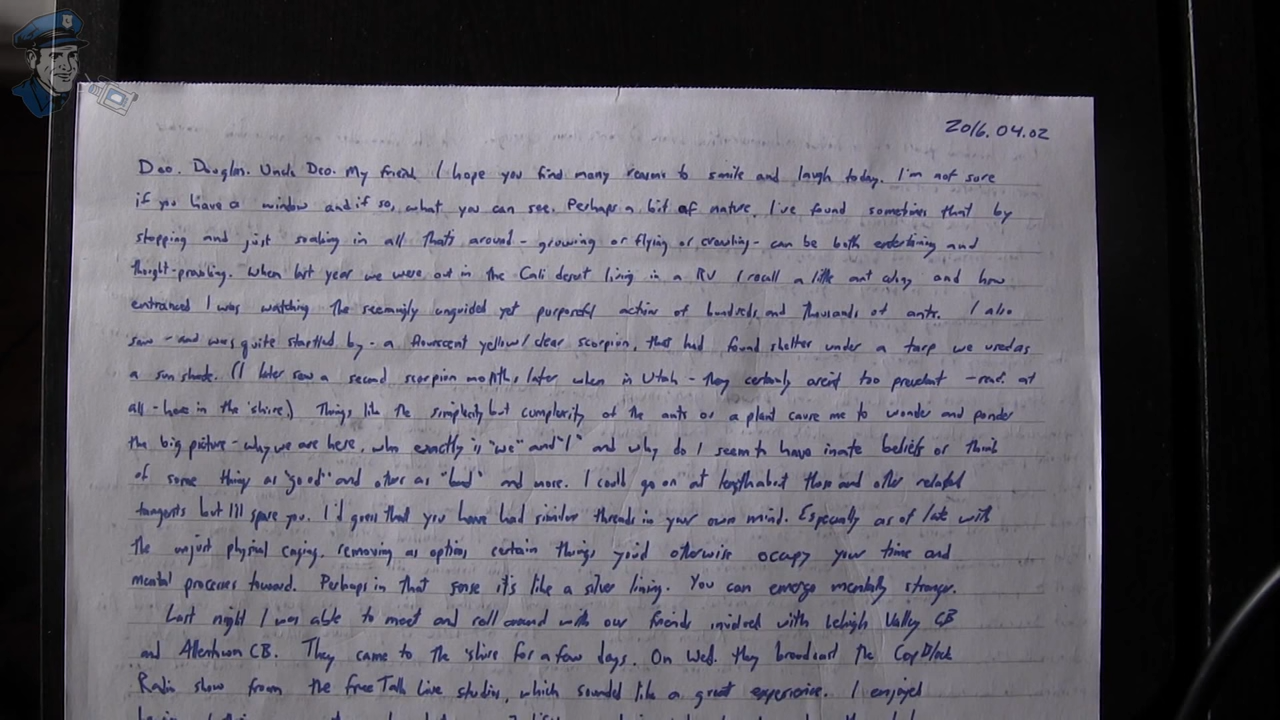 2016.04.02
Deo. Douglas. Uncle Deo. My friend I hope you find many reasons to smile and laugh today. I'm not sure
if you have a window and if so, what you can see. Perhaps a bit of nature. I've found sometimes that by
stopping and just soaking in all that's around - growing or flying or crawling - can be both entertaining and
thought-provoking. When last year we were out in the Cali desert living in a RV I recall a little ant colony and how
entranced I was watching the seemingly unguided yet purposeful action of hundreds and thousands of ants. I also
saw - and was quite startled by - a flourscent yellow/clear scorpion, that had found shelter under a tarp we used as
a sun shade. (I later saw a second scorpion months later when in Utah - they certainly aren't too prevalent - at
all - here in the 'shire.) Things like the simplicity but complexity of the ants or a plant cause me to wonder and ponder
the big picture - why we are here, who exactly is "we" and "I" and why do I seem to have inate beliefs or think
of some things as "good" and others as "bad" and more. I could go on at length about those and other related
tangents but I'll spare you. I'd guess that you have had similar threads in your own mind. Especially as of late with
the unjust physical caging, removing as options certain things you'd otherwise occupy your time and
mental processes toward. Perhaps in that sense it's like a silver lining. You can emerge mentally stronger.
Last night I was able to meet and roll around with our friends involved with Lehigh Valley CB
and Allentown CB. They came to the 'shire for a few days. On Wed. they broadcast the CopBlock
Radio show from the Free Talk Live studio, which sounded like a great experience. I enjoyed